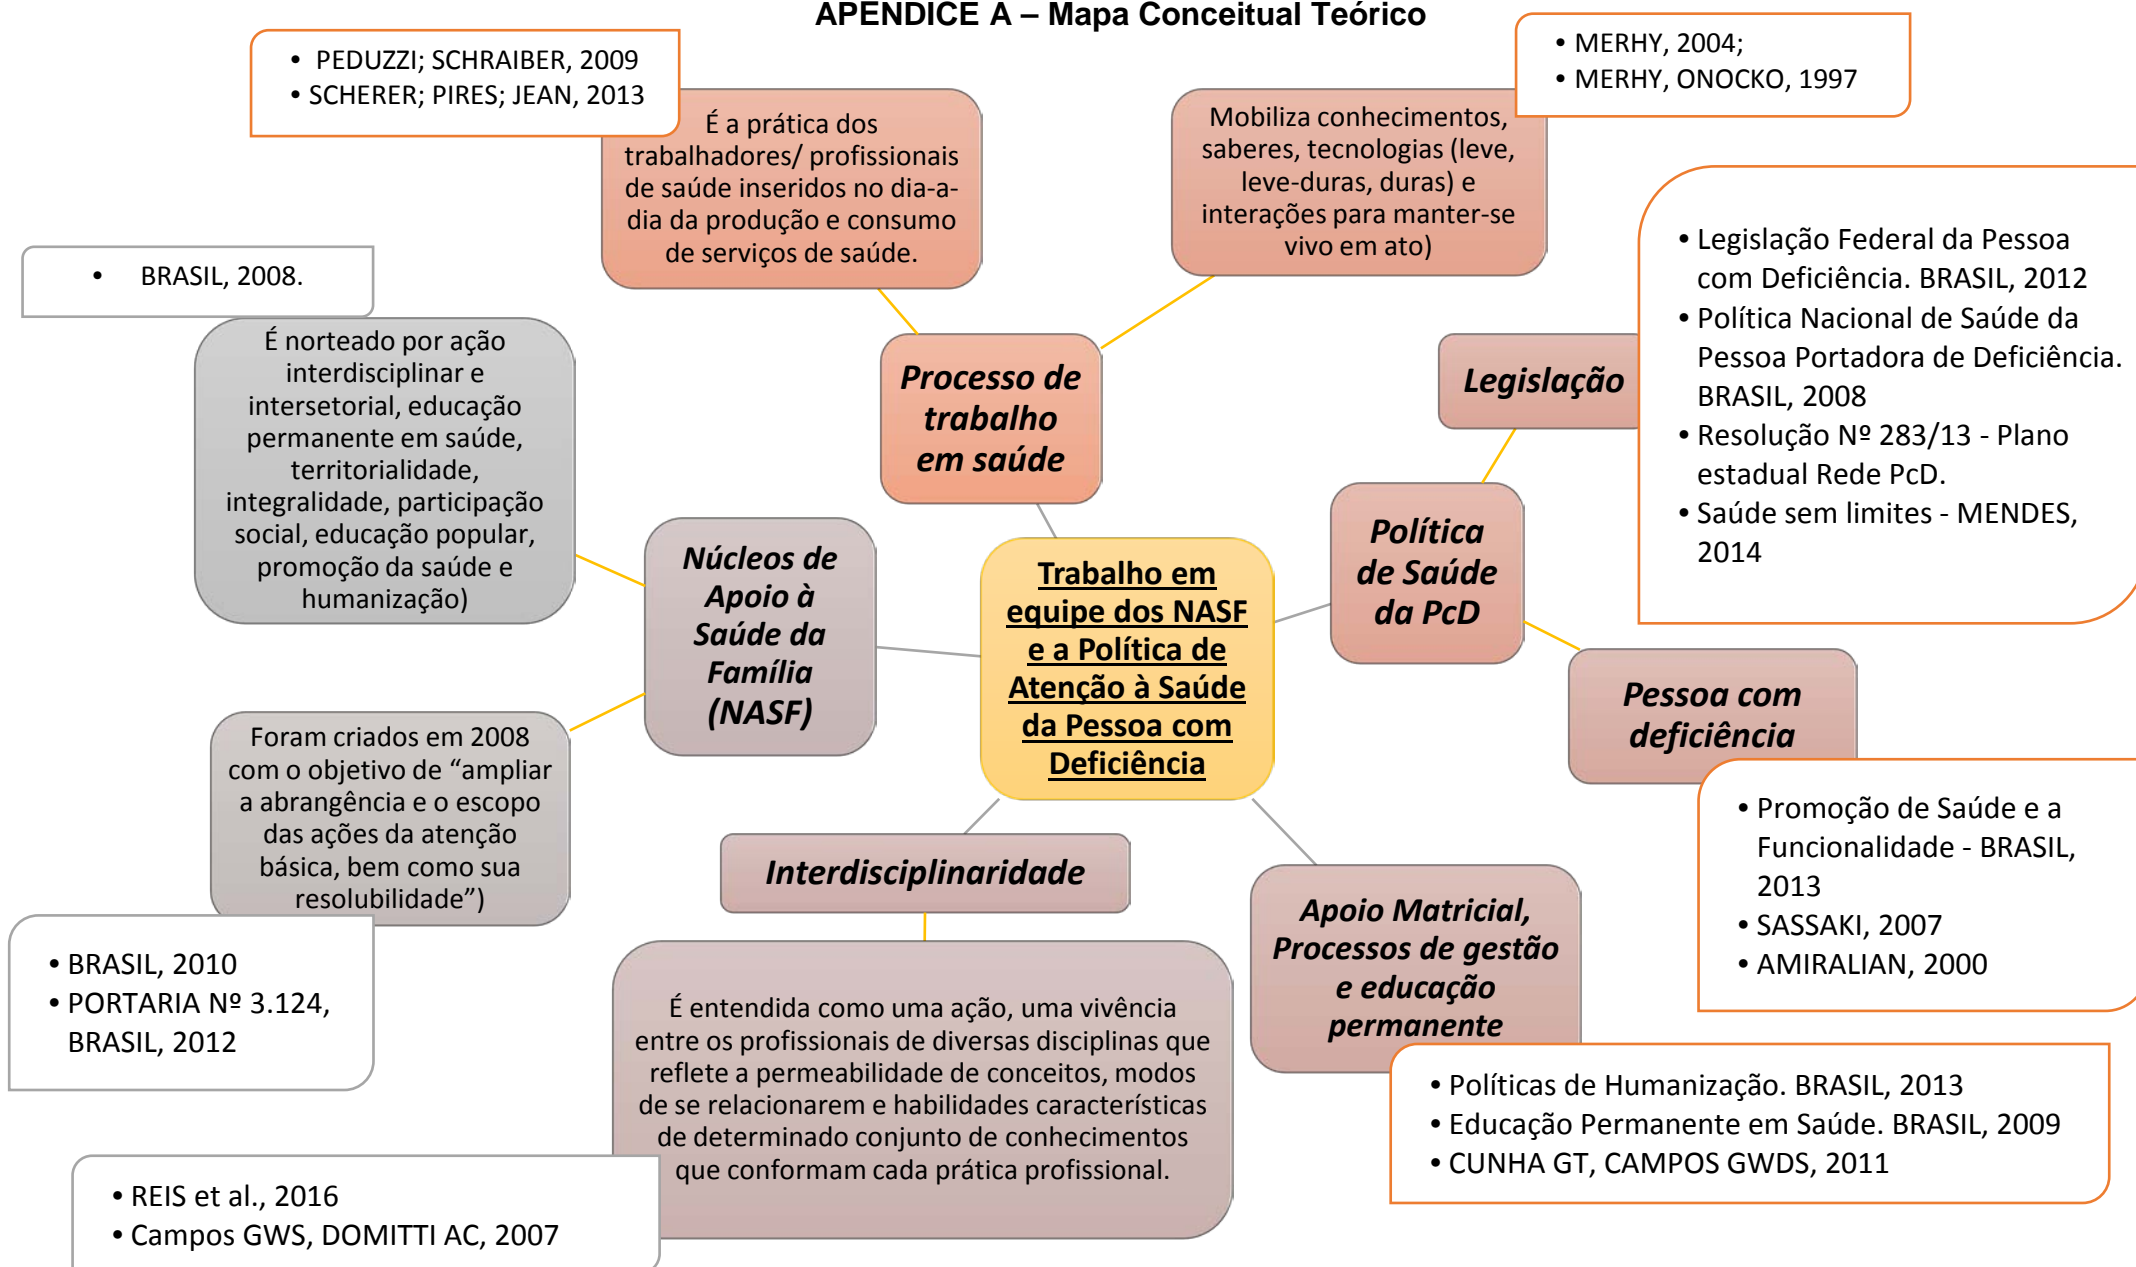 APÊNDICE A – Mapa Conceitual Teórico
• PEDUZZI; SCHRAIBER, 2009
• SCHERER; PIRES; JEAN, 2013
É a prática dos
trabalhadores/ profissionais
de saúde inseridos no dia-a-
dia da produção e consumo
de serviços de saúde.
• MERHY, 2004;
• MERHY, ONOCKO, 1997
Mobiliza conhecimentos,
saberes, tecnologias (leve,
leve-duras, duras) e
interações para manter-se
vivo em ato)
• BRASIL, 2008.
É norteado por ação
interdisciplinar e
intersetorial, educação
permanente em saúde,
territorialidade,
integralidade, participação
social, educação popular,
promoção da saúde e
humanização)
Processo de
trabalho
em saúde
Legislação
• Legislação Federal da Pessoa
com Deficiência. BRASIL, 2012
• Política Nacional de Saúde da
Pessoa Portadora de Deficiência.
BRASIL, 2008
• Resolução Nº 283/13 - Plano
estadual Rede PcD.
• Saúde sem limites - MENDES,
2014
Núcleos de
Apoio à
Saúde da
Família
(NASF)
Trabalho em
equipe dos NASF
e a Política de
Atenção à Saúde
da Pessoa com
Deficiência
Política
de Saúde
da PcD
Pessoa com
deficiência
• Promoção de Saúde e a
Funcionalidade - BRASIL,
2013
• SASSAKI, 2007
• AMIRALIAN, 2000
Foram criados em 2008
com o objetivo de “ampliar
a abrangência e o escopo
das ações da atenção
básica, bem como sua
resolubilidade”)
• BRASIL, 2010
• PORTARIA Nº 3.124,
BRASIL, 2012
Interdisciplinaridade
É entendida como uma ação, uma vivência
entre os profissionais de diversas disciplinas que
reflete a permeabilidade de conceitos, modos
de se relacionarem e habilidades características
de determinado conjunto de conhecimentos
que conformam cada prática profissional.
• REIS et al., 2016
• Campos GWS, DOMITTI AC, 2007
Apoio Matricial,
Processos de gestão
e educação
permanente
• Políticas de Humanização. BRASIL, 2013
• Educação Permanente em Saúde. BRASIL, 2009
• CUNHA GT, CAMPOS GWDS, 2011